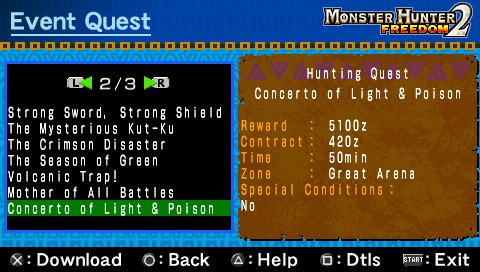 Event Quest
MONSTER HUNTER
FREEDOM 2
L 2/3 R
Strong Sword, Strong Shield
The Mysterious Kut-Ku
The Crimson Disaster
The Season of Green
Volcanic Trap!
Mother of All Battles
Concerto of Light & Poison
Hunting Quest
Concerto of Light & Poison
Reward : 5100z
Contract : 420z
Time : 50min
Zone : Great Arena
Special Conditions :
No
:Download :Back :Help :Dtls START :Exit